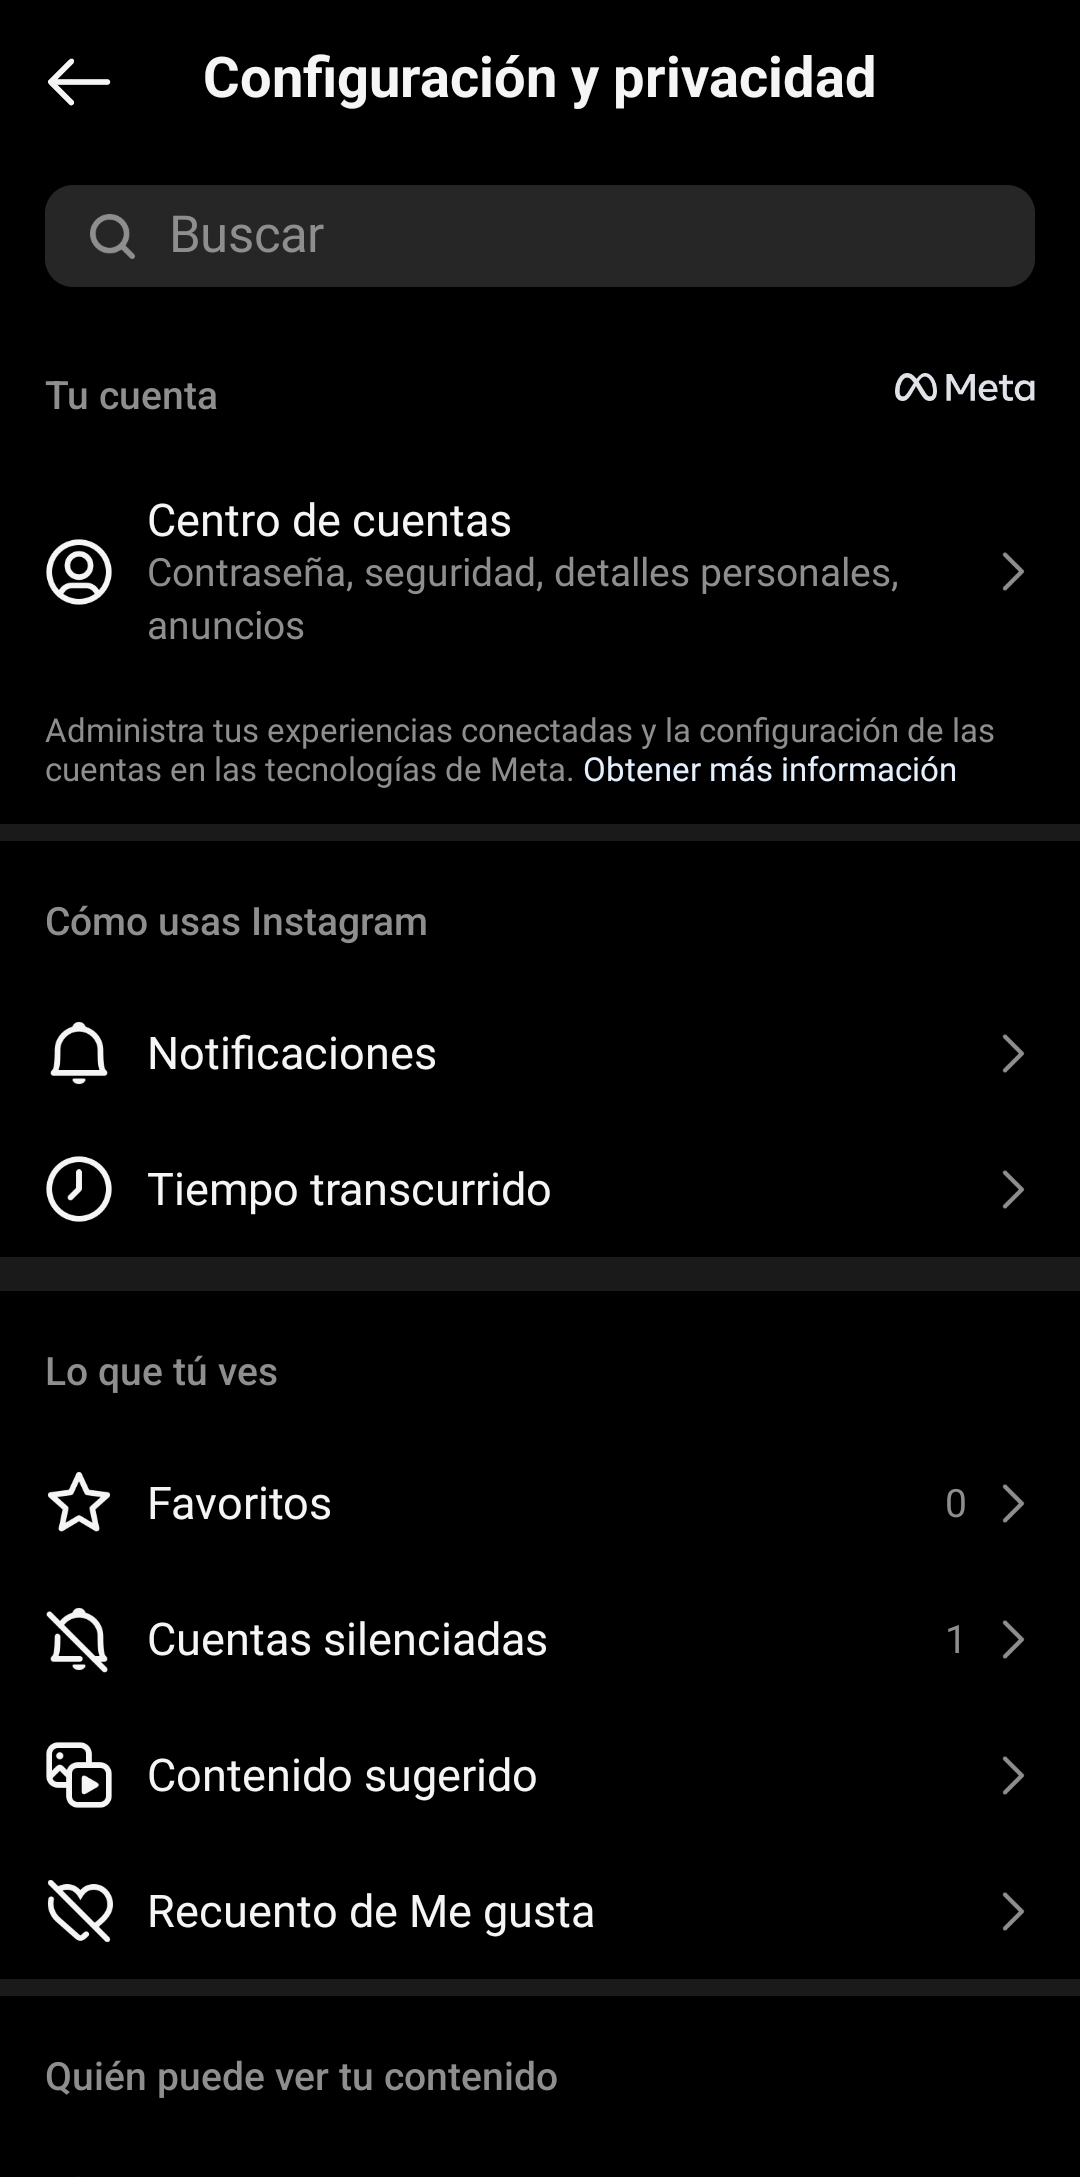 Configuración y privacidad
Buscar
Tu cuenta
Meta
Centro de cuentas
Contraseña, seguridad, detalles personales,
anuncios
Administra tus experiencias conectadas y la configuración de las
cuentas en las tecnologías de Meta. Obtener más información
Cómo usas Instagram
Notificaciones
Tiempo transcurrido
Lo que tú ves
Favoritos 0
Cuentas silenciadas 1
Contenido sugerido
Recuento de Me gusta
Quién puede ver tu contenido